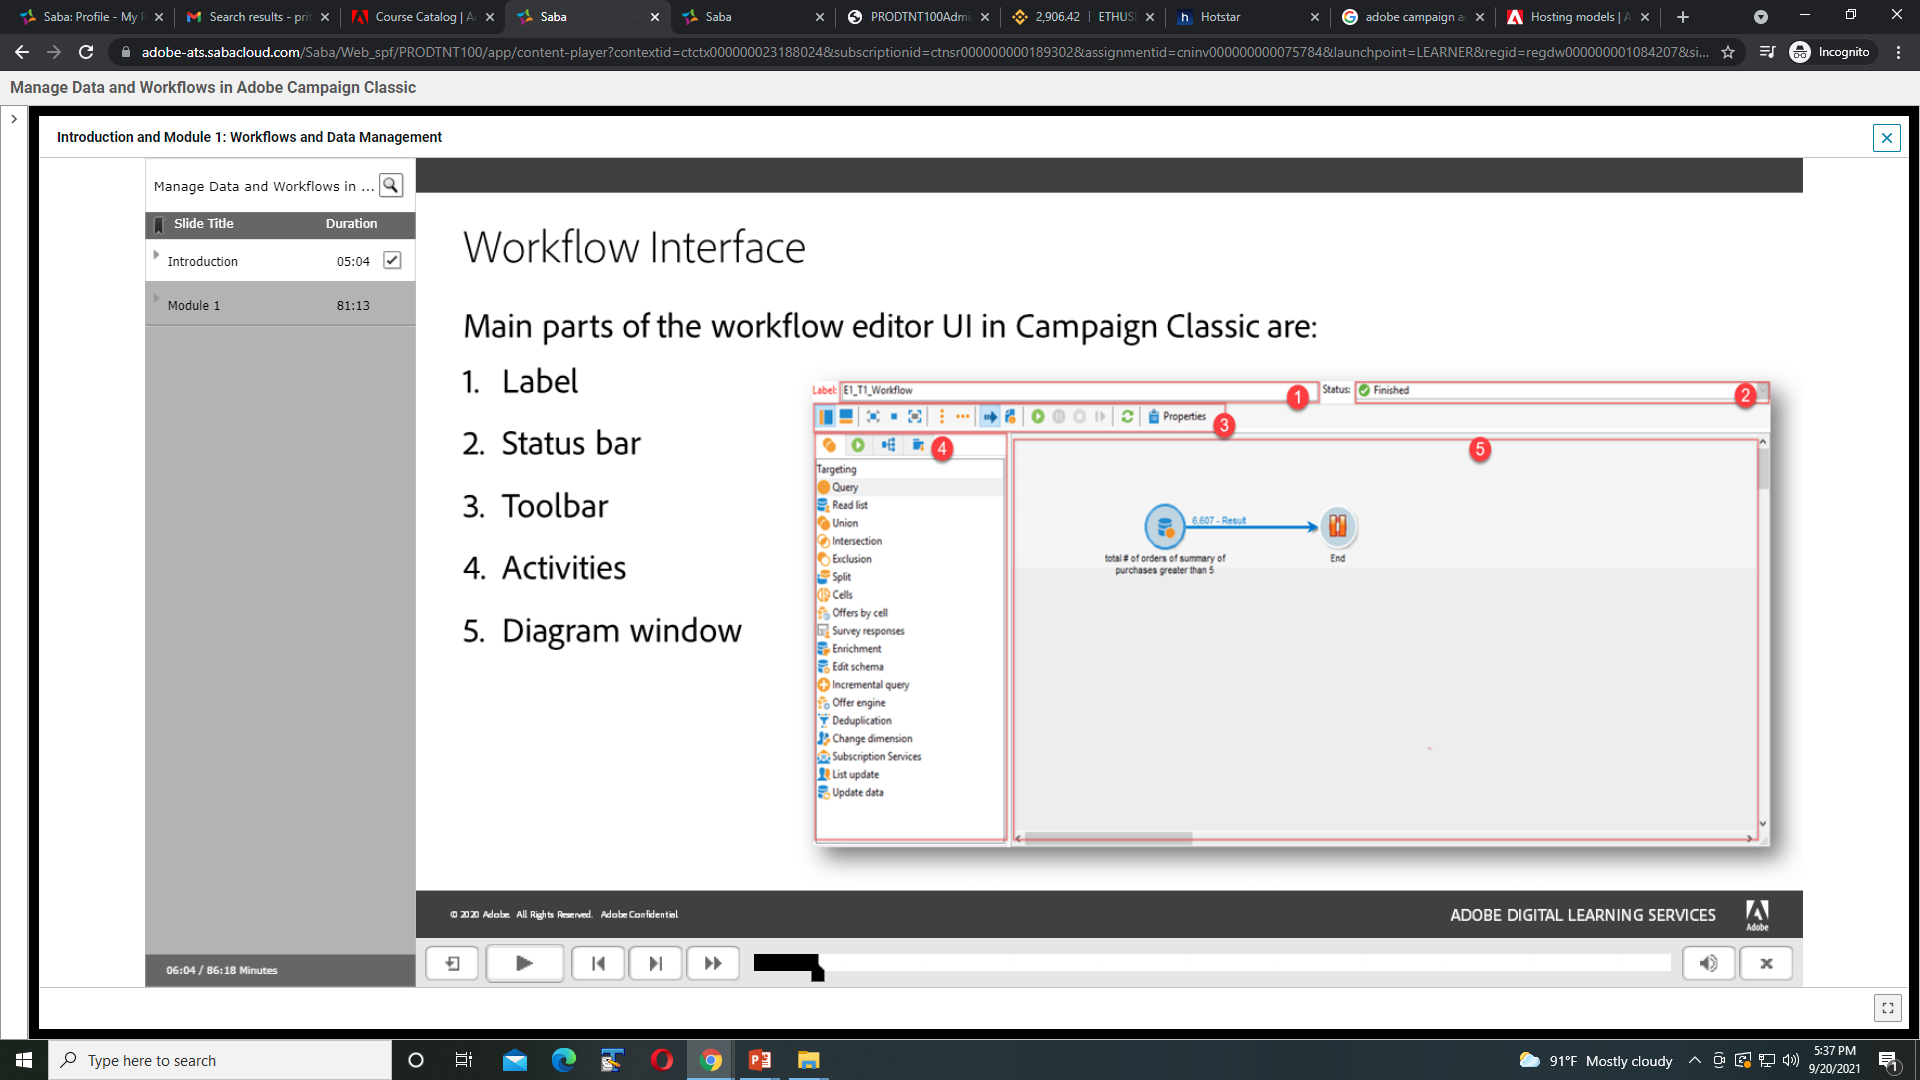 Saba: Profile - My P
Search results - prit
Course Catalog | A
Saba
Saba
PRODTNT100Admi
2,906.42 | ETHUS
Hotstar
adobe campaign a
Hosting models | A
adobe-ats.sabacloud.com/Saba/Web_spf/PRODTNT100/app/content-player?contextid=ctctx000000023188024&subscriptionid=ctnsr0000000000189302&assignmentid=cninv000000000075784&launchpoint=LEARNER&regid=regdw000000001084207&si...
Incognito
Manage Data and Workflows in Adobe Campaign Classic
Introduction and Module 1: Workflows and Data Management
Manage Data and Workflows in ...
Slide Title Duration
Introduction 05:04
Module 1 81:13
Workflow Interface
Main parts of the workflow editor UI in Campaign Classic are:
1. Label
2. Status bar
3. Toolbar
4. Activities
5. Diagram window
Label: E1_T1_Workflow 1 Status: Finished 2
Properties 3
4
5
Targeting
Query
Read list
Union
Intersection
Exclusion
Split
Cells
Offers by cell
Survey responses
Enrichment
Edit schema
Incremental query
Offer engine
Deduplication
Change dimension
Subscription Services
List update
Update data
6,607 - Result
total # of orders of summary of
purchases greater than 5
End
© 2020 Adobe. All Rights Reserved. Adobe Confidential
ADOBE DIGITAL LEARNING SERVICES
Adobe
06:04 / 86:18 Minutes
Type here to search
91°F Mostly cloudy
5:37 PM
9/20/2021
1